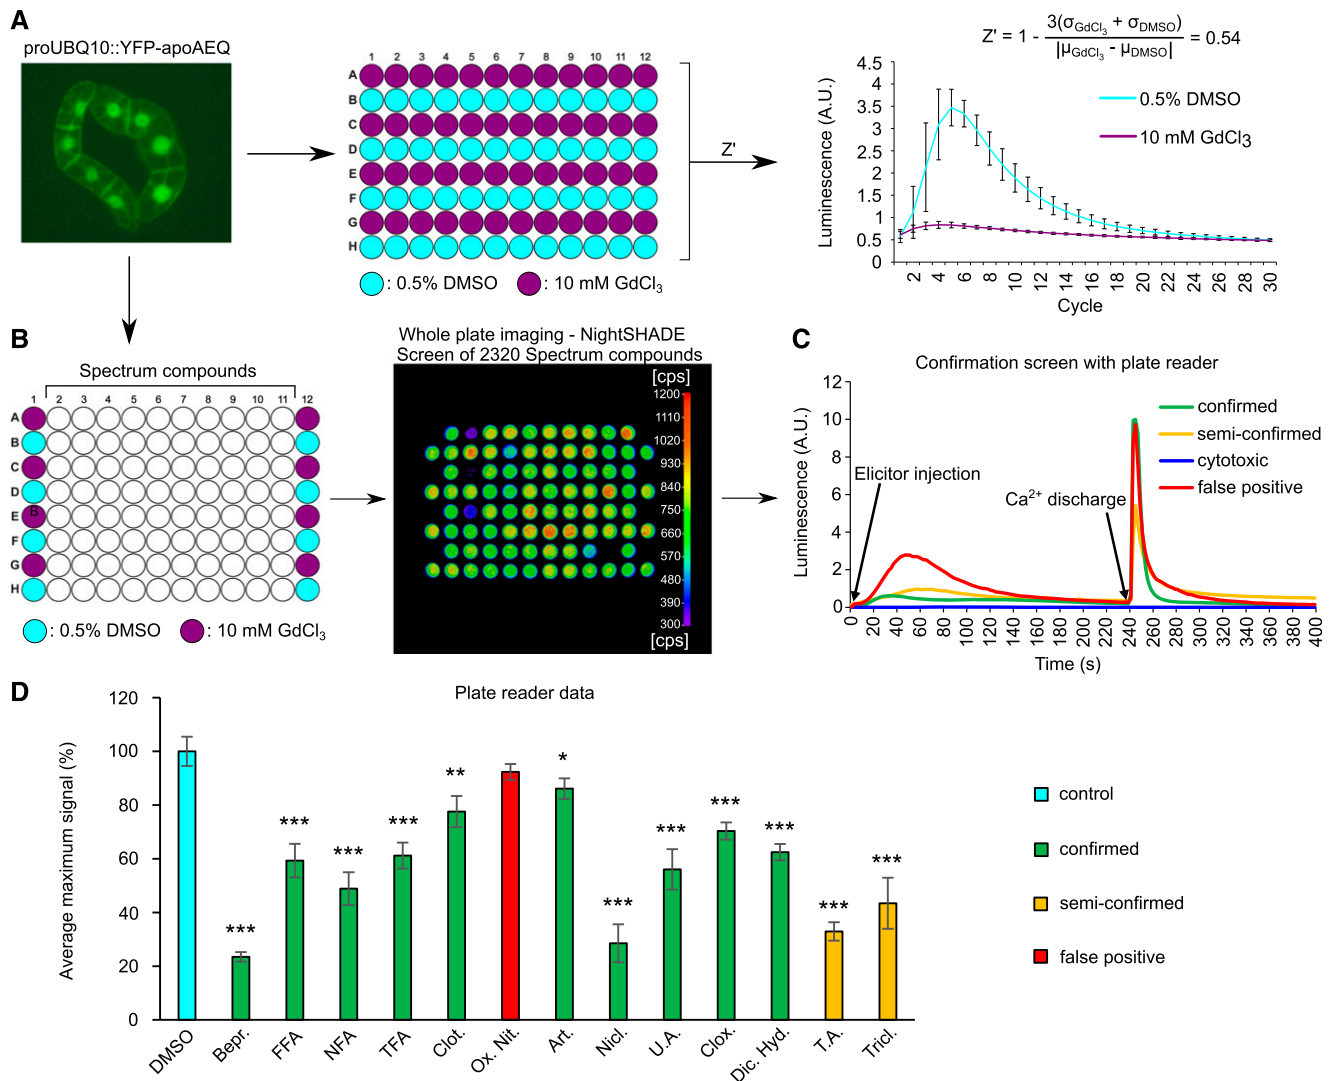 A
proUBQ10::YFP-apoAEQ
1 2 3 4 5 6 7 8 9 10 11 12
A
B
C
D
E
F
G
H
: 0.5% DMSO : 10 mM GdCl3
Z'
Z' = 1 - 3(σGdCl3 + σDMSO) / |μGdCl3 - μDMSO| = 0.54
Luminescence (A.U.)
4.5
4
3.5
3
2.5
2
1.5
1
0.5
0
0.5% DMSO
10 mM GdCl3
2 4 6 8 10 12 14 16 18 20 22 24 26 28 30
Cycle
B
Spectrum compounds
1 2 3 4 5 6 7 8 9 10 11 12
A
B
C
D
E
B
F
G
H
: 0.5% DMSO : 10 mM GdCl3
Whole plate imaging - NightSHADE
Screen of 2320 Spectrum compounds
[cps]
1200
1110
1020
930
840
750
660
570
480
390
300
[cps]
C
Confirmation screen with plate reader
Luminescence (A.U.)
12
10
8
6
4
2
0
Elicitor injection
Ca2+ discharge
confirmed
semi-confirmed
cytotoxic
false positive
0 20 40 60 80 100 120 140 160 180 200 220 240 260 280 300 320 340 360 380 400
Time (s)
D
Plate reader data
Average maximum signal (%)
120
100
80
60
40
20
0
***
***
***
***
**
*
***
***
***
***
***
***
DMSO
Bepr.
FFA
NFA
TFA
Clot.
Ox. Nit.
Art.
Nicl.
U.A.
Clox.
Dic. Hyd.
T.A.
Tricl.
control
confirmed
semi-confirmed
false positive